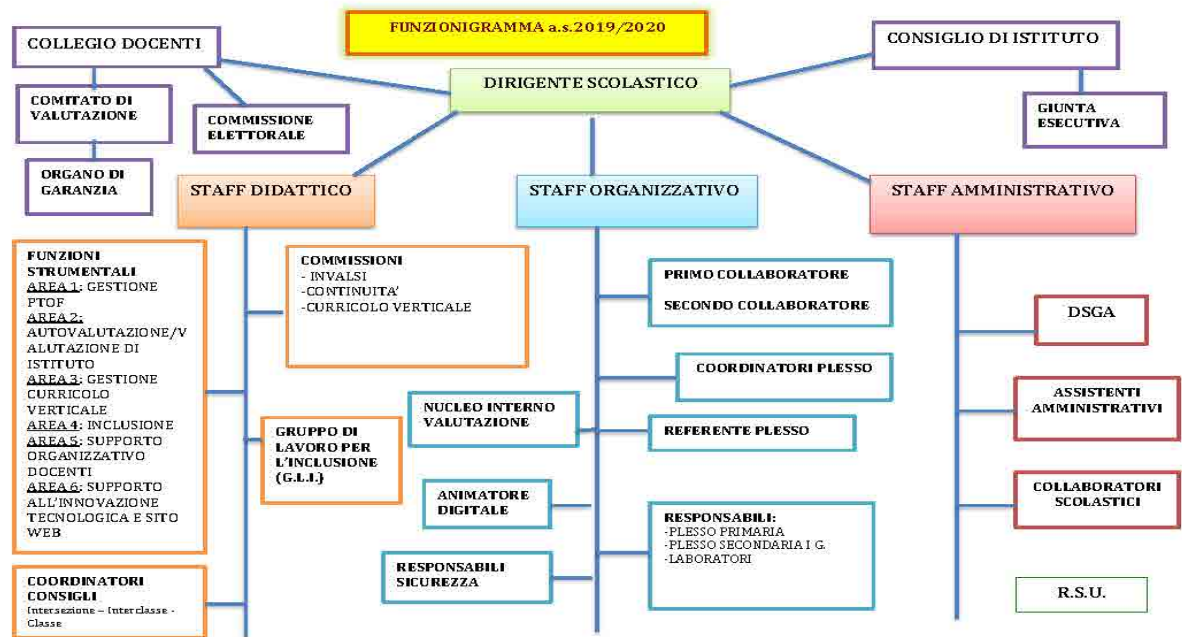 FUNZIONIGRAMMA a.s.2019/2020
COLLEGIO DOCENTI
CONSIGLIO DI ISTITUTO
DIRIGENTE SCOLASTICO
COMITATO DI
VALUTAZIONE
COMMISSIONE
ELETTORALE
GIUNTA
ESECUTIVA
ORGANO DI
GARANZIA
STAFF DIDATTICO
STAFF ORGANIZZATIVO
STAFF AMMINISTRATIVO
FUNZIONI
STRUMENTALI
AREA 1: GESTIONE
PTOF
AREA 2:
AUTOVALUTAZIONE/V
ALUTAZIONE DI
ISTITUTO
AREA 3: GESTIONE
CURRICOLO
VERTICALE
AREA 4: INCLUSIONE
AREA 5: SUPPORTO
ORGANIZZATIVO
DOCENTI
AREA 6: SUPPORTO
ALL'INNOVAZIONE
TECNOLOGICA E SITO
WEB
COORDINATORI
CONSIGLI
Intersezione – Interclasse -
Classe
COMMISSIONI
- INVALSI
-CONTINUITA'
-CURRICOLO VERTICALE
GRUPPO DI
LAVORO PER
L'INCLUSIONE
(G.L.I.)
NUCLEO INTERNO
VALUTAZIONE
ANIMATORE
DIGITALE
RESPONSABILI
SICUREZZA
PRIMO COLLABORATORE
SECONDO COLLABORATORE
COORDINATORI PLESSO
REFERENTE PLESSO
RESPONSABILI:
-PLESSO PRIMARIA
-PLESSO SECONDARIA I G.
-LABORATORI
DSGA
ASSISTENTI
AMMINISTRATIVI
COLLABORATORI
SCOLASTICI
R.S.U.